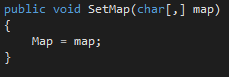 public void SetMap(char[,] map)
{
    Map = map;
}